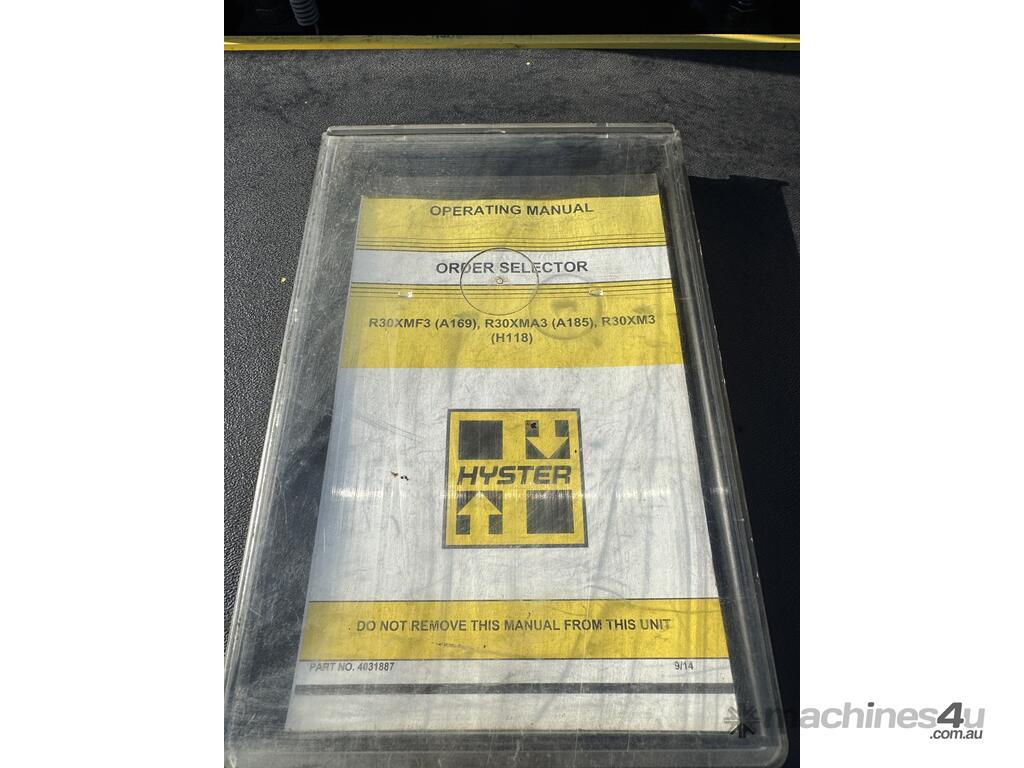 OPERATING MANUAL
ORDER SELECTOR
R30XMF3 (A169), R30XMA3 (A185), R30XM3
(H118)
HYSTER
DO NOT REMOVE THIS MANUAL FROM THIS UNIT
PART NO. 4031887 9/14
machines4u
.com.au